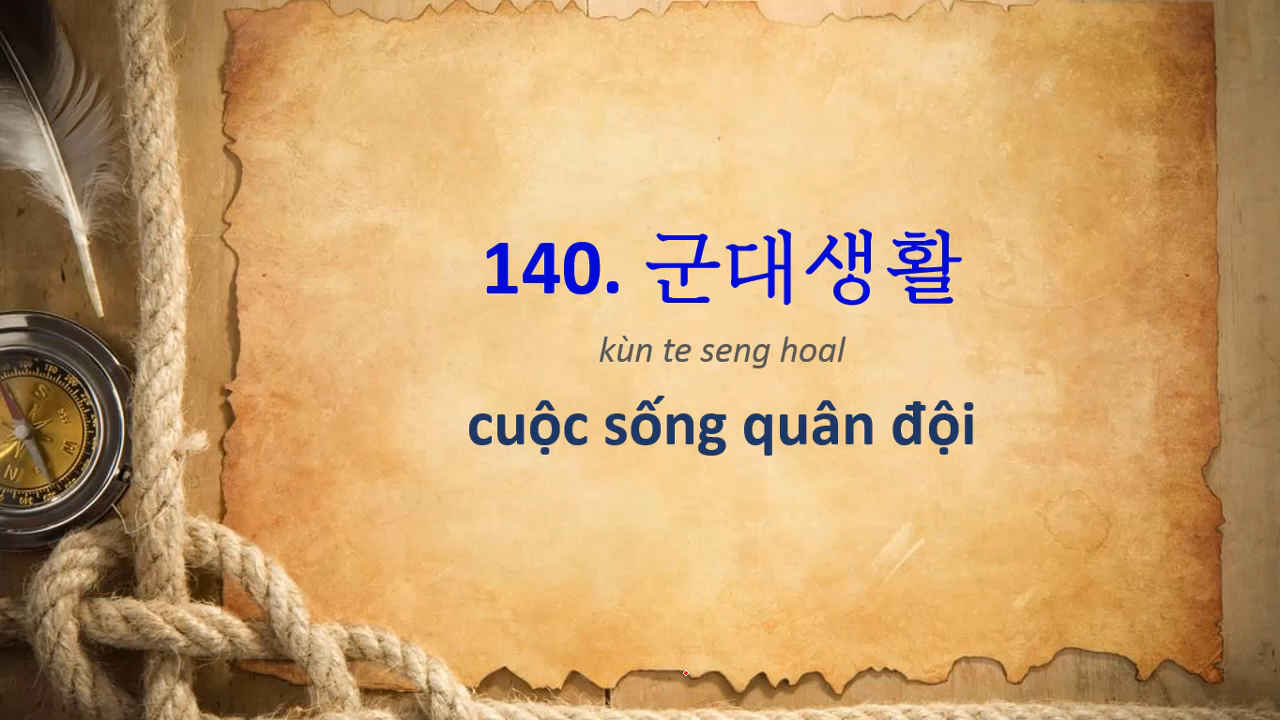 140. 군대생활
kùn te seng hoal
cuộc sống quân đội